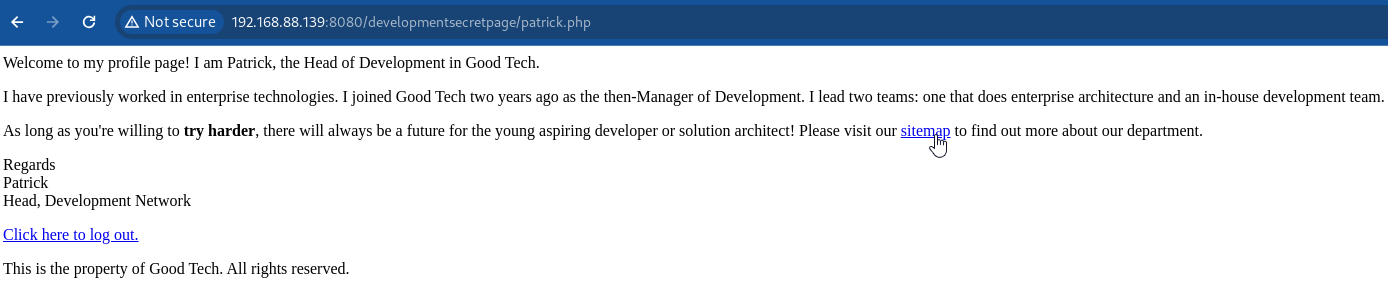 Not secure 192.168.88.139:8080/developmentsecretpage/patrick.php
Welcome to my profile page! I am Patrick, the Head of Development in Good Tech.
I have previously worked in enterprise technologies. I joined Good Tech two years ago as the then-Manager of Development. I lead two teams: one that does enterprise architecture and an in-house development team.
As long as you're willing to try harder, there will always be a future for the young aspiring developer or solution architect! Please visit our sitemap to find out more about our department.
Regards
Patrick
Head, Development Network
Click here to log out.
This is the property of Good Tech. All rights reserved.